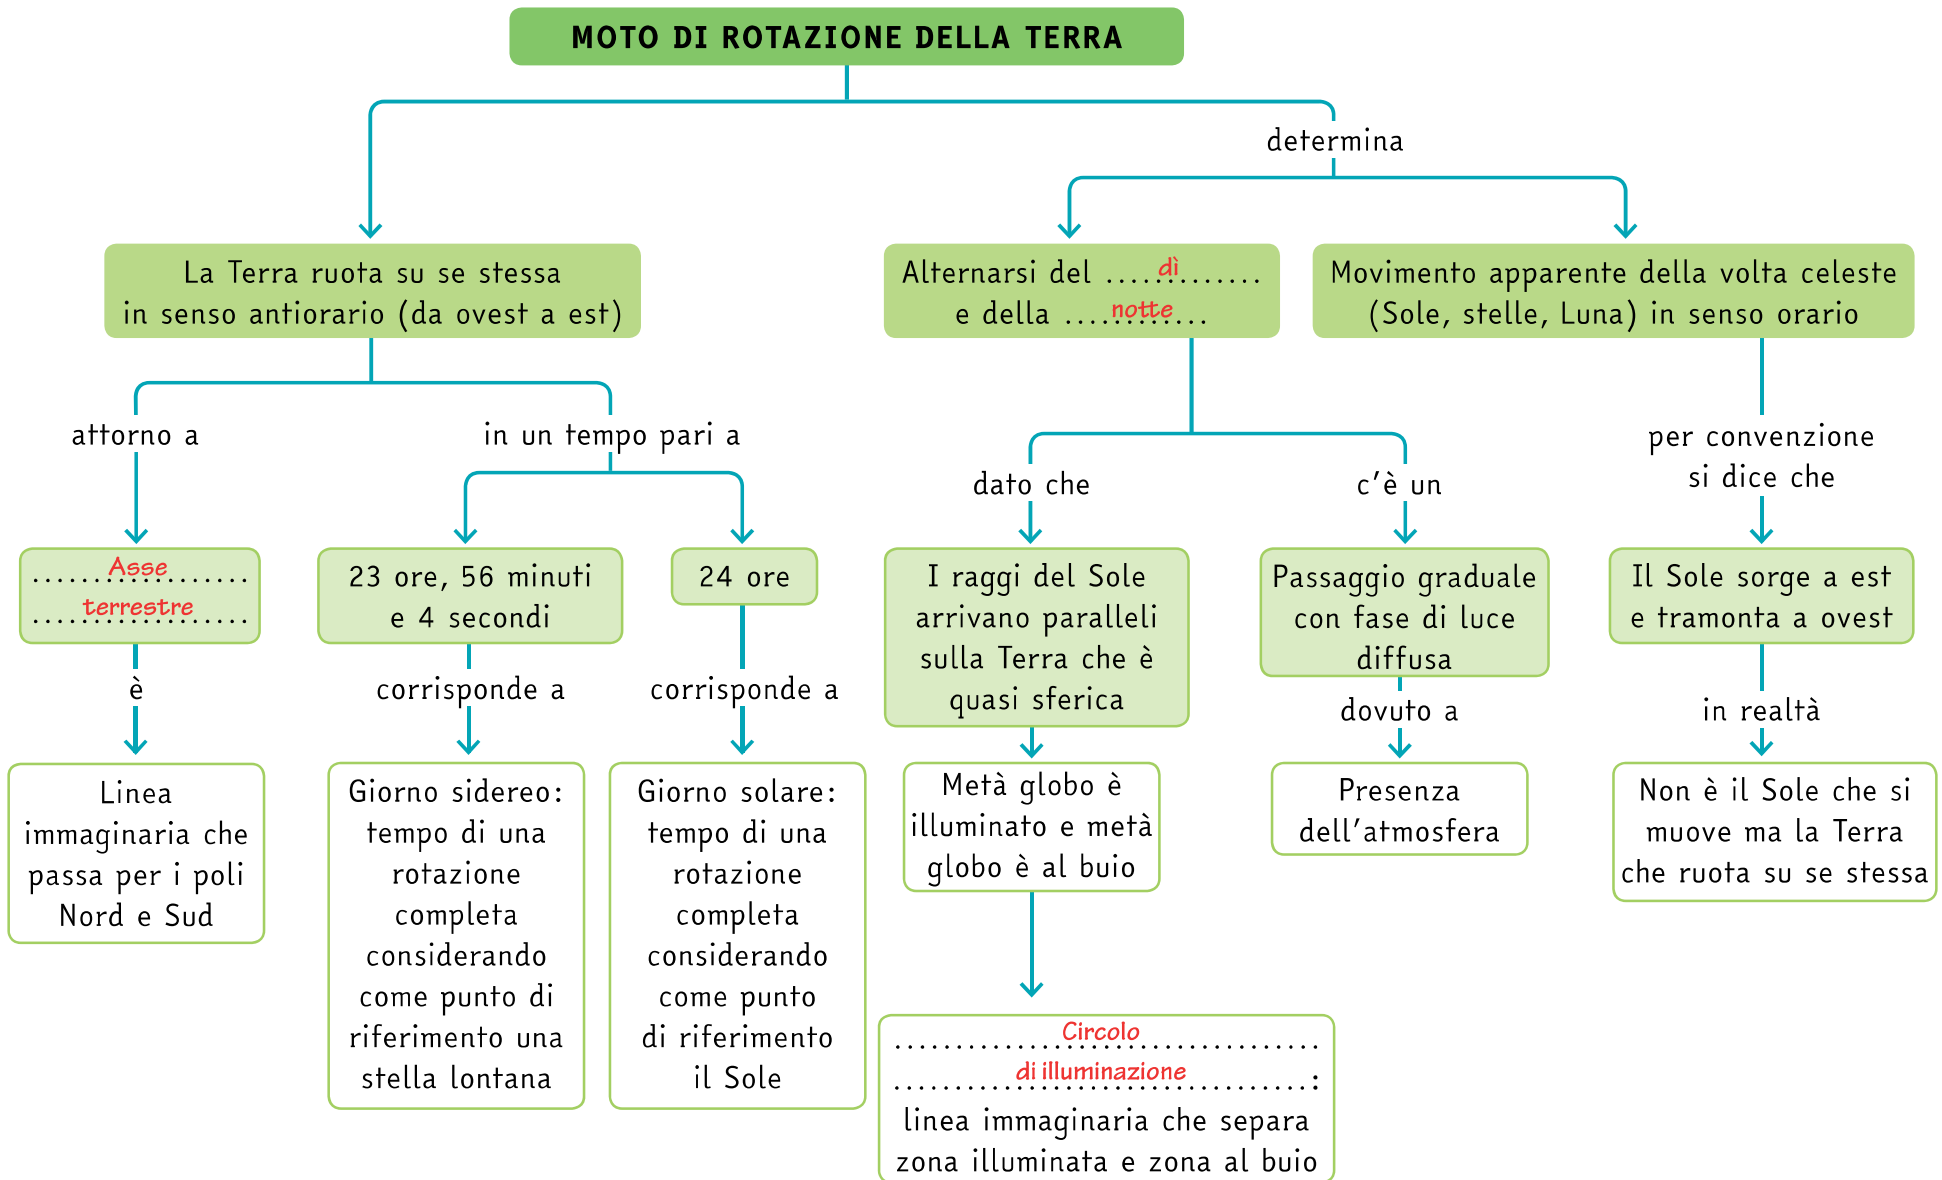 MOTO DI ROTAZIONE DELLA TERRA
determina
La Terra ruota su se stessa
in senso antiorario (da ovest a est)
Alternarsi del dì
e della notte
Movimento apparente della volta celeste
(Sole, stelle, Luna) in senso orario
attorno a
in un tempo pari a
dato che
c'è un
per convenzione
si dice che
Asse
terrestre
23 ore, 56 minuti
e 4 secondi
24 ore
I raggi del Sole
arrivano paralleli
sulla Terra che è
quasi sferica
Passaggio graduale
con fase di luce
diffusa
Il Sole sorge a est
e tramonta a ovest
è
corrisponde a
corrisponde a
dovuto a
in realtà
Linea
immaginaria che
passa per i poli
Nord e Sud
Giorno sidereo:
tempo di una
rotazione
completa
considerando
come punto di
riferimento una
stella lontana
Giorno solare:
tempo di una
rotazione
completa
considerando
come punto
di riferimento
il Sole
Metà globo è
illuminato e metà
globo è al buio
Presenza
dell'atmosfera
Non è il Sole che si
muove ma la Terra
che ruota su se stessa
Circolo
di illuminazione:
linea immaginaria che separa
zona illuminata e zona al buio